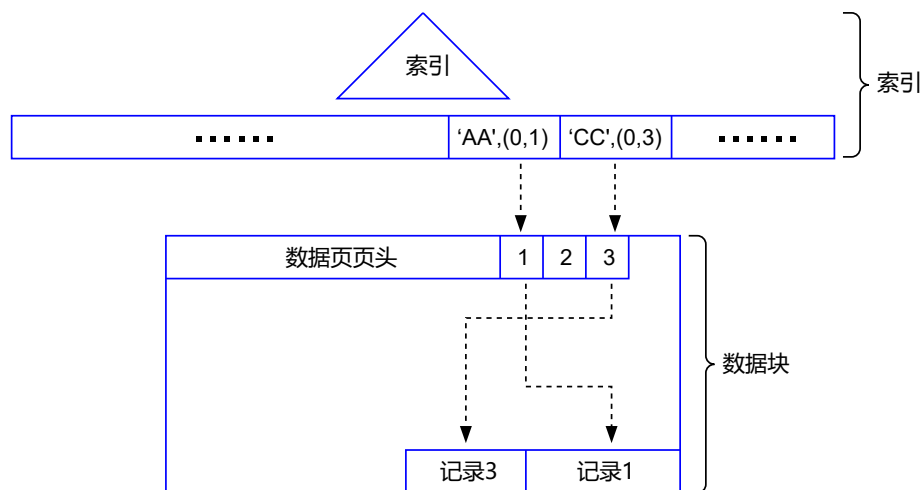 索引
索引
......
‘AA',(0,1)
‘CC',(0,3)
......
数据页页头
1
2
3
数据块
记录3
记录1